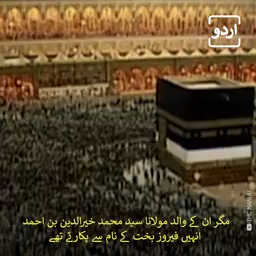 اردو
مگر ان کے والد مولانا سید محمد خیرالدین بن احمد
انہیں فیروز بخت کے نام سے پکارتے تھے